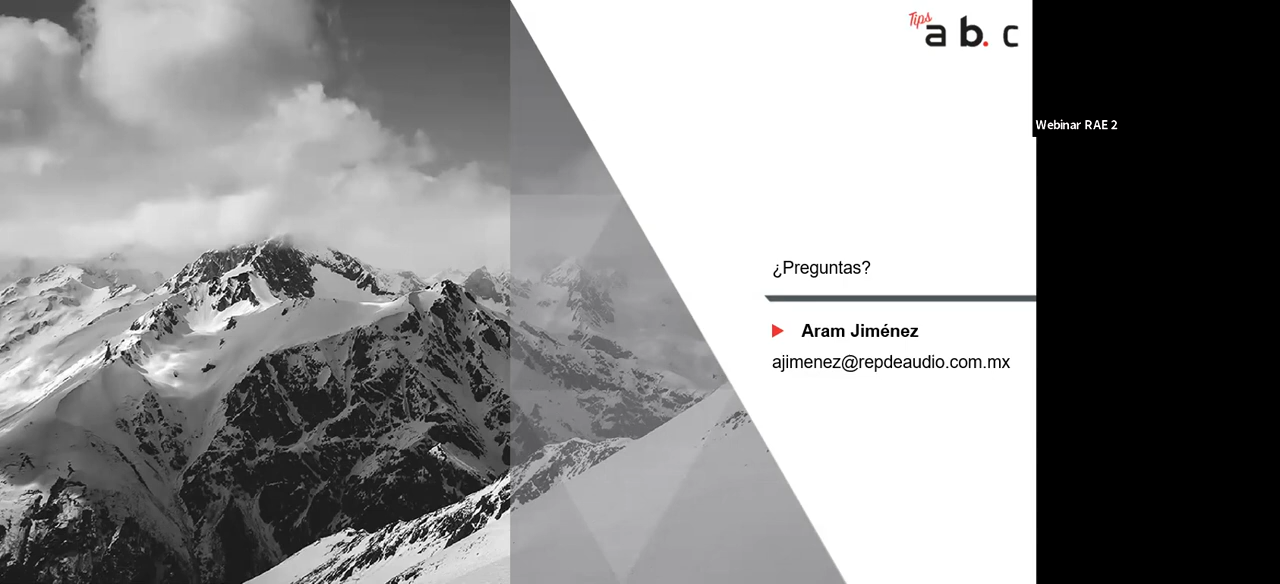 Tips
a b. c
Webinar RAE 2
¿Preguntas?
Aram Jiménez
ajimenez@repdeaudio.com.mx